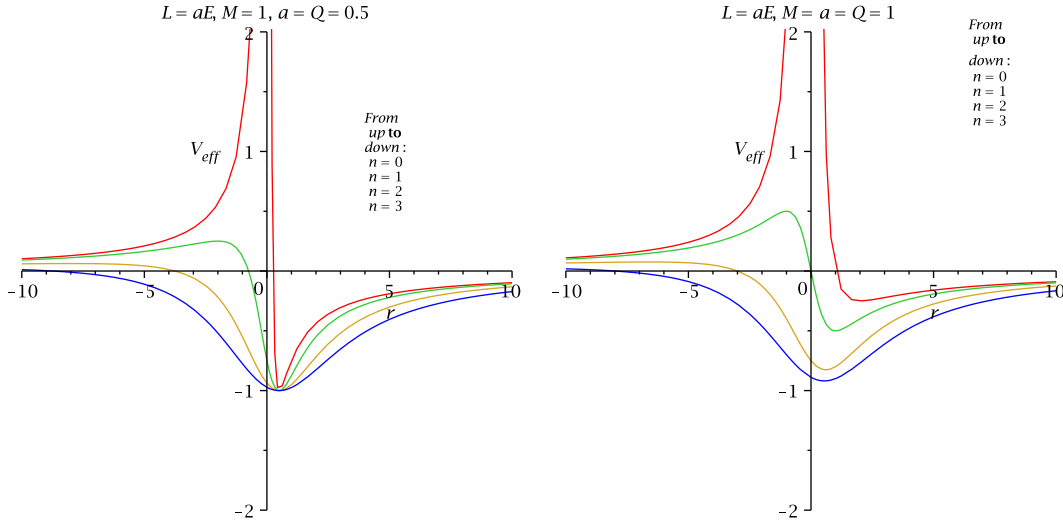 L = aE, M = 1, a = Q = 0.5
2
1
V_eff
From
up to
down :
n = 0
n = 1
n = 2
n = 3
−10
−5
0
5
10
r
−1
−2
L = aE, M = a = Q = 1
2
From
up to
down :
n = 0
n = 1
n = 2
n = 3
1
V_eff
−10
−5
0
5
10
r
−1
−2